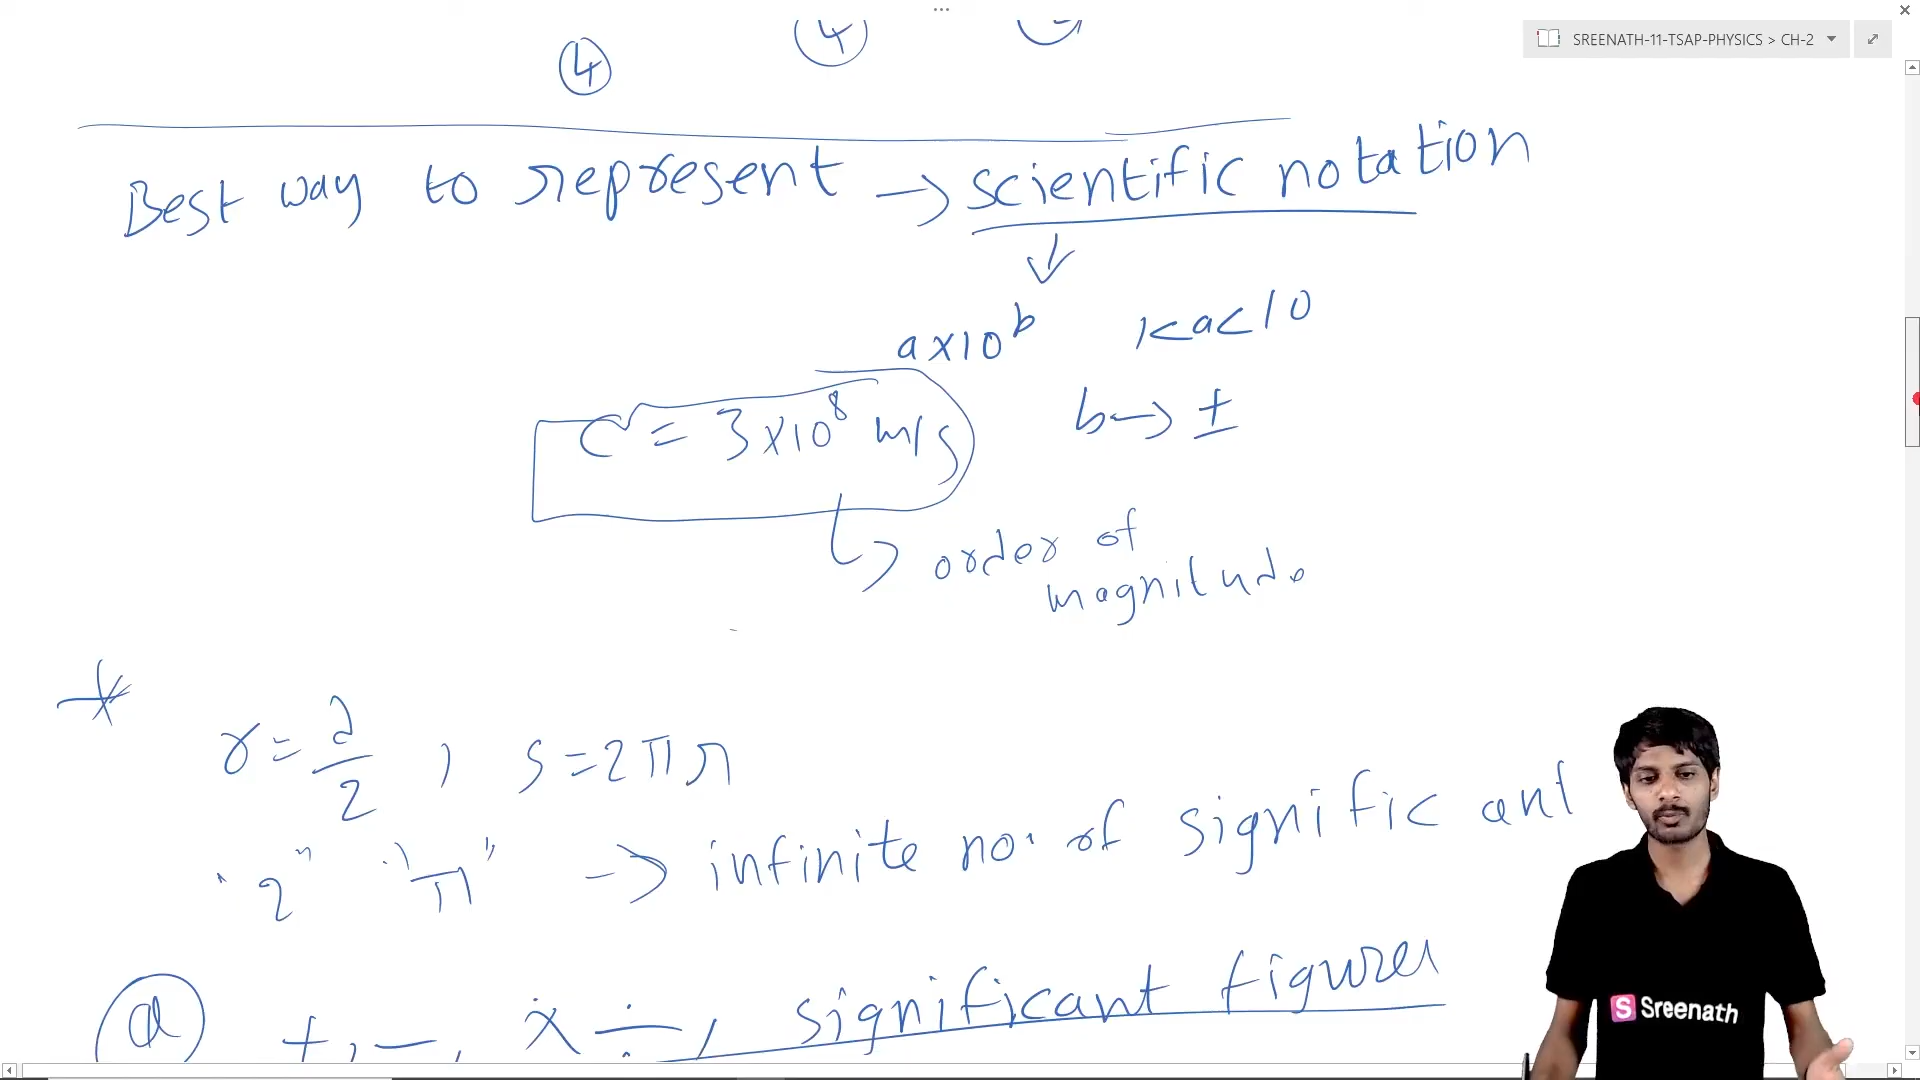 SREENATH-11-TSAP-PHYSICS > CH-2
4 4
Best way to represent → scientific notation
a×10^b 1<a<10
C = 3×10^8 m/s b→ ±
order of
magnitude
* r = d/2 , S = 2πr
"2" "π" → infinite no. of significant
a +, −, × ÷, significant figures
S Sreenath